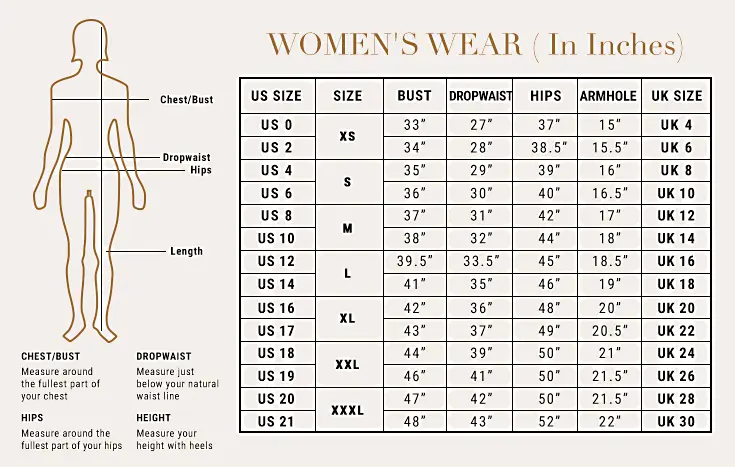 WOMEN'S WEAR ( In Inches)
Chest/Bust
Dropwaist
Hips
Length
CHEST/BUST
Measure around
the fullest part of
your chest
DROPWAIST
Measure just
below your natural
waist line
HIPS
Measure around the
fullest part of your hips
HEIGHT
Measure your
height with heels
US SIZE SIZE BUST DROPWAIST HIPS ARMHOLE UK SIZE
XS
US 0 33” 27” 37” 15” UK 4
US 2 34” 28” 38.5” 15.5” UK 6
S
US 4 35” 29” 39” 16” UK 8
US 6 36” 30” 40” 16.5” UK 10
M
US 8 37” 31” 42” 17” UK 12
US 10 38” 32” 44” 18” UK 14
L
US 12 39.5” 33.5” 45” 18.5” UK 16
US 14 41” 35” 46” 19” UK 18
XL
US 16 42” 36” 48” 20” UK 20
US 17 43” 37” 49” 20.5” UK 22
XXL
US 18 44” 39” 50” 21” UK 24
US 19 46” 41” 50” 21.5” UK 26
XXXL
US 20 47” 42” 50” 21.5” UK 28
US 21 48” 43” 52” 22” UK 30